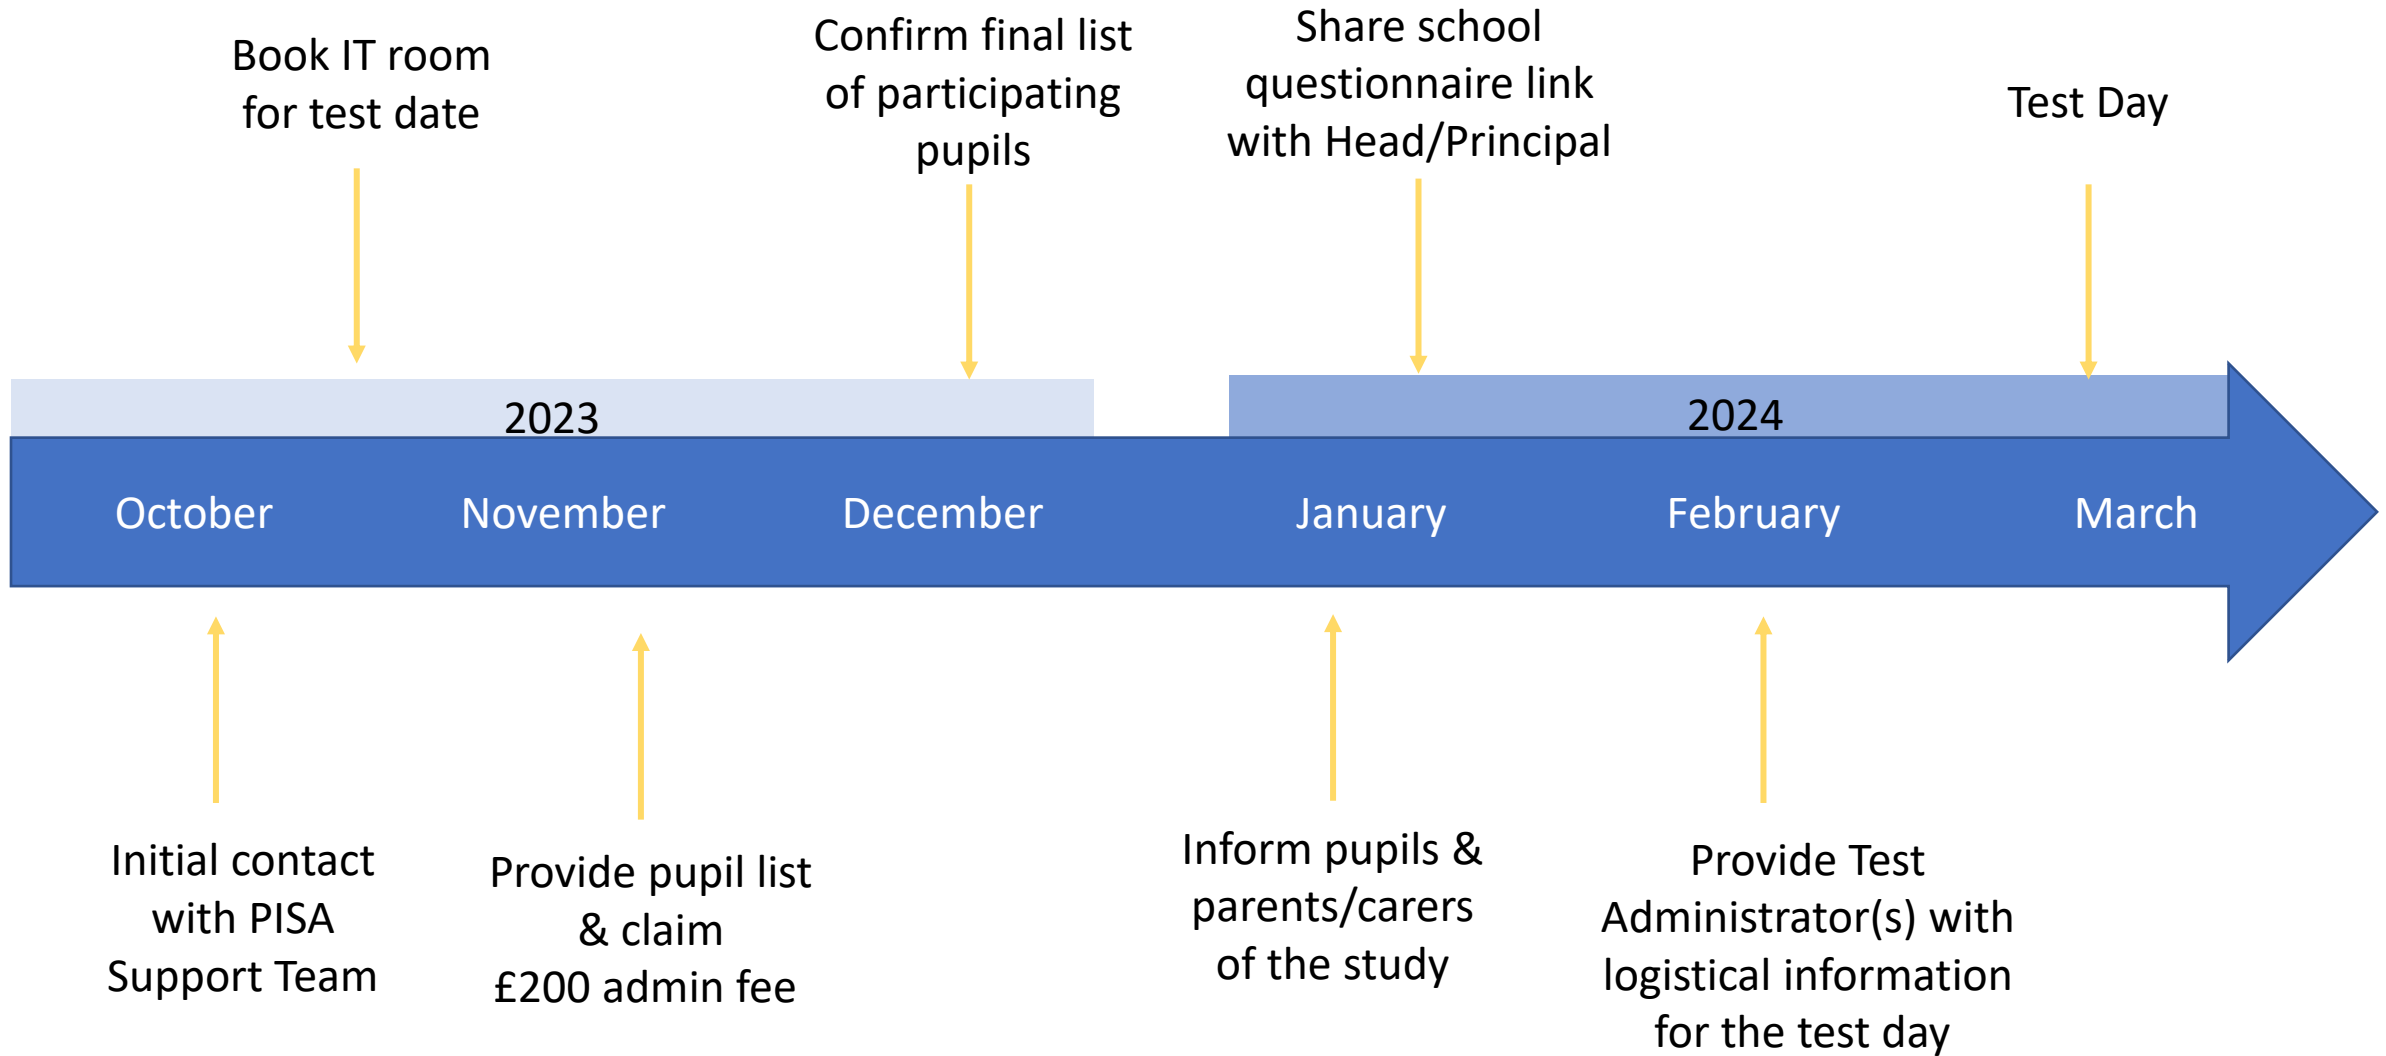 Book IT room
for test date
Confirm final list
of participating
pupils
Share school
questionnaire link
with Head/Principal
Test Day
2023
2024
October
November
December
January
February
March
Initial contact
with PISA
Support Team
Provide pupil list
& claim
£200 admin fee
Inform pupils &
parents/carers
of the study
Provide Test
Administrator(s) with
logistical information
for the test day